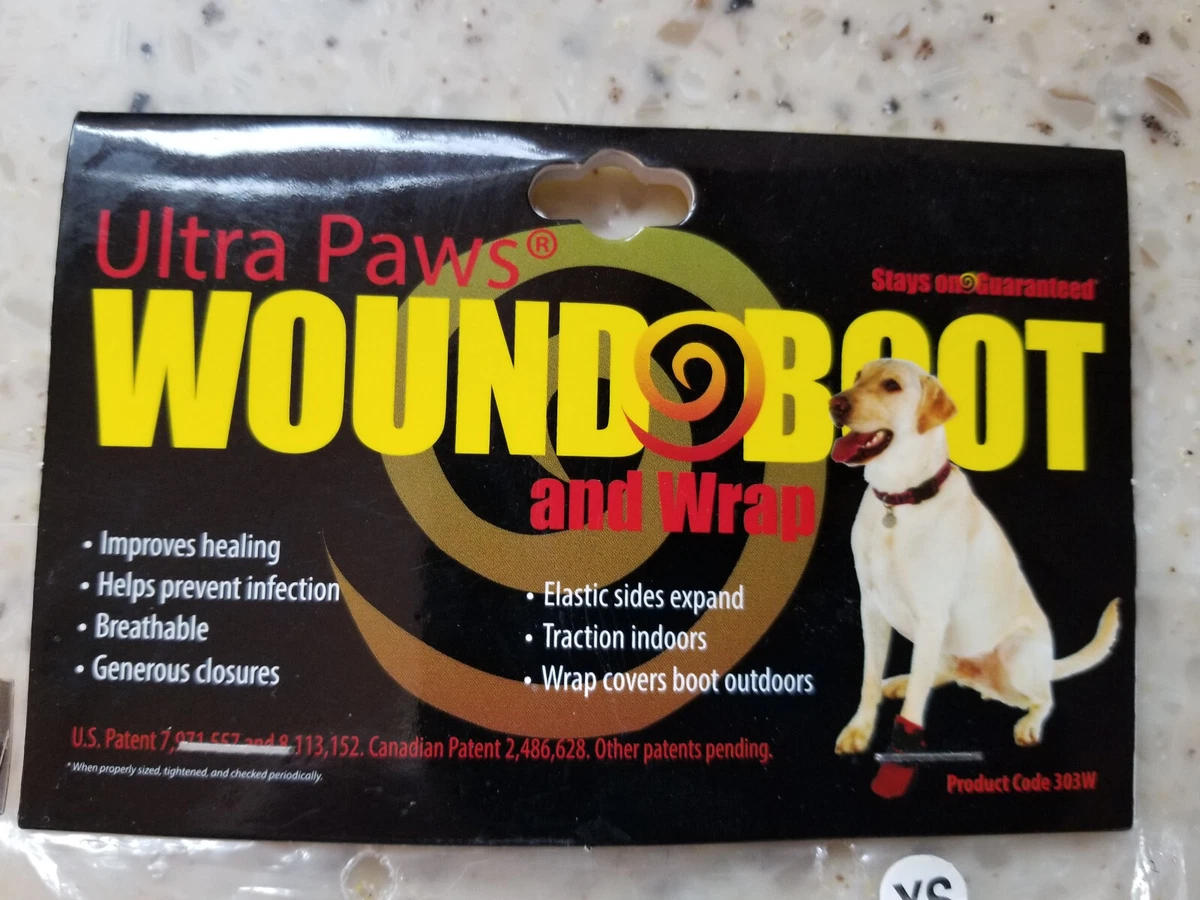 Ultra Paws®
Stays on Guaranteed*
WOUND BOOT
and Wrap
• Improves healing
• Helps prevent infection
• Breathable
• Generous closures
• Elastic sides expand
• Traction indoors
• Wrap covers boot outdoors
U.S. Patent 7,971,557 and 8,113,152. Canadian Patent 2,486,628. Other patents pending.
* When properly sized, tightened, and checked periodically.
Product Code 303W
XS